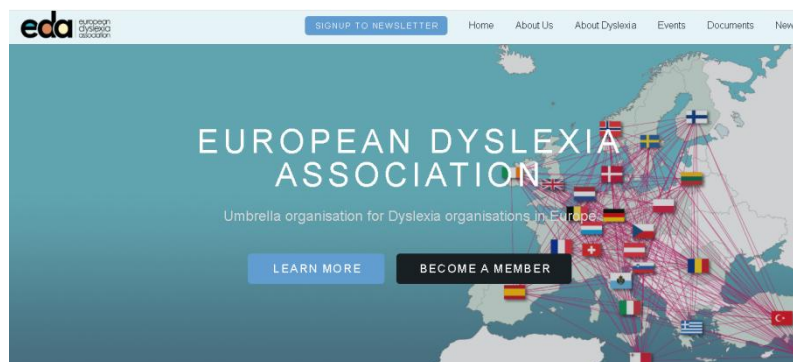 eda european
dyslexia
association
SIGNUP TO NEWSLETTER
Home About Us About Dyslexia Events Documents New
EUROPEAN DYSLEXIA
ASSOCIATION
Umbrella organisation for Dyslexia organisations in Europe
LEARN MORE BECOME A MEMBER